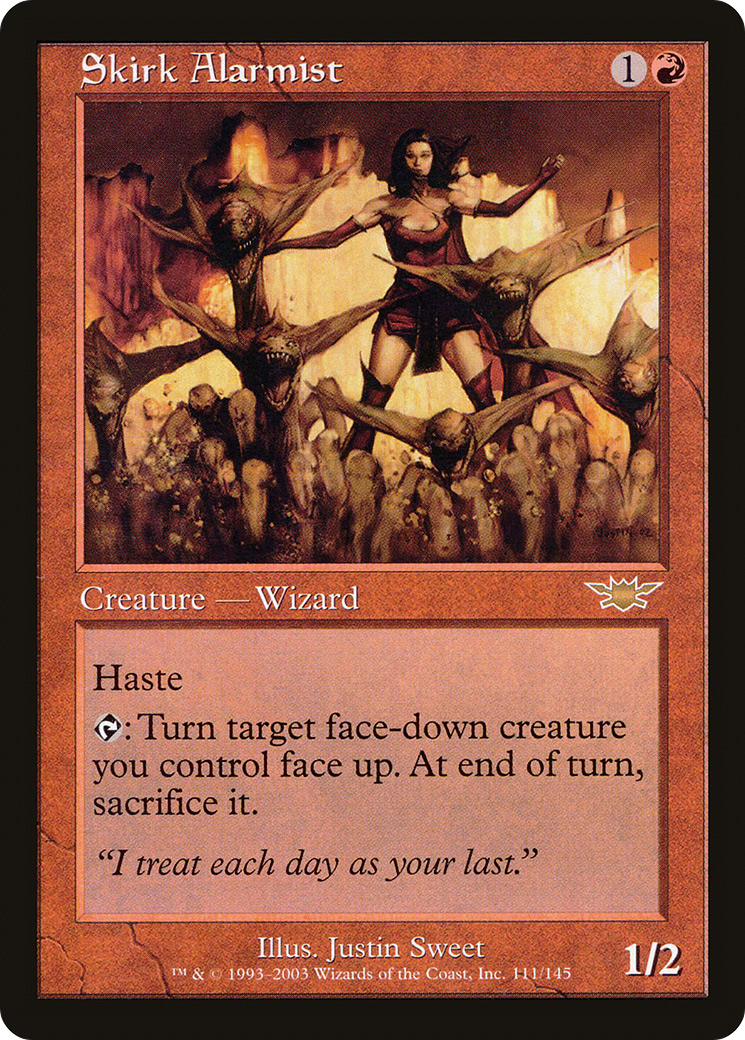 Skirk Alarmist 1
Creature — Wizard
Haste
: Turn target face-down creature
you control face up. At end of turn,
sacrifice it.
“I treat each day as your last.”
Illus. Justin Sweet
™ & © 1993–2003 Wizards of the Coast, Inc. 111/145
1/2